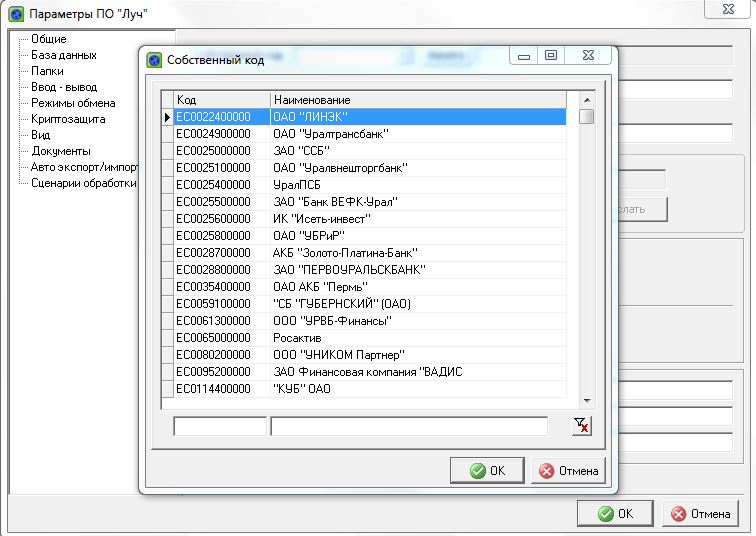 Параметры ПО "Луч"
Общие
База данных
Папки
Ввод - вывод
Режимы обмена
Криптозащита
Вид
Документы
Авто экспорт/импорт
Сценарии обработки
Собственный код
Код Наименование
EC0022400000 ОАО "ЛИНЭК"
EC0024900000 ОАО "Уралтрансбанк"
EC0025000000 ЗАО "ССБ"
EC0025100000 ОАО "Уралвнешторгбанк"
EC0025400000 УралПСБ
EC0025500000 ЗАО "Банк ВЕФК-Урал"
EC0025600000 ИК "Исеть-инвест"
EC0025800000 ОАО "УБРиР"
EC0028700000 АКБ "Золото-Платина-Банк"
EC0028800000 ЗАО "ПЕРВОУРАЛЬСКБАНК"
EC0035400000 ОАО АКБ "Пермь"
EC0059100000 "СБ "ГУБЕРНСКИЙ" (ОАО)
EC0061300000 ООО "УРВБ-Финансы"
EC0065000000 Росактив
EC0080200000 ООО "УНИКОМ Партнер"
EC0095200000 ЗАО Финансовая компания "ВАДИС
EC0114400000 "КУБ" ОАО
OK Отмена
слать
OK Отмена